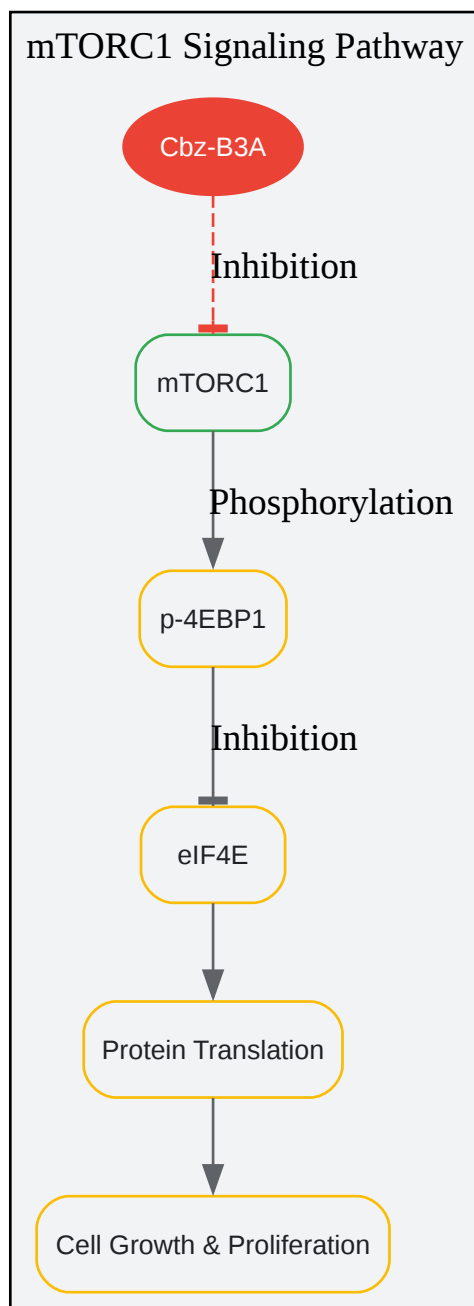 mTORC1 Signaling Pathway
Cbz-B3A
Inhibition
mTORC1
Phosphorylation
p-4EBP1
Inhibition
eIF4E
Protein Translation
Cell Growth & Proliferation